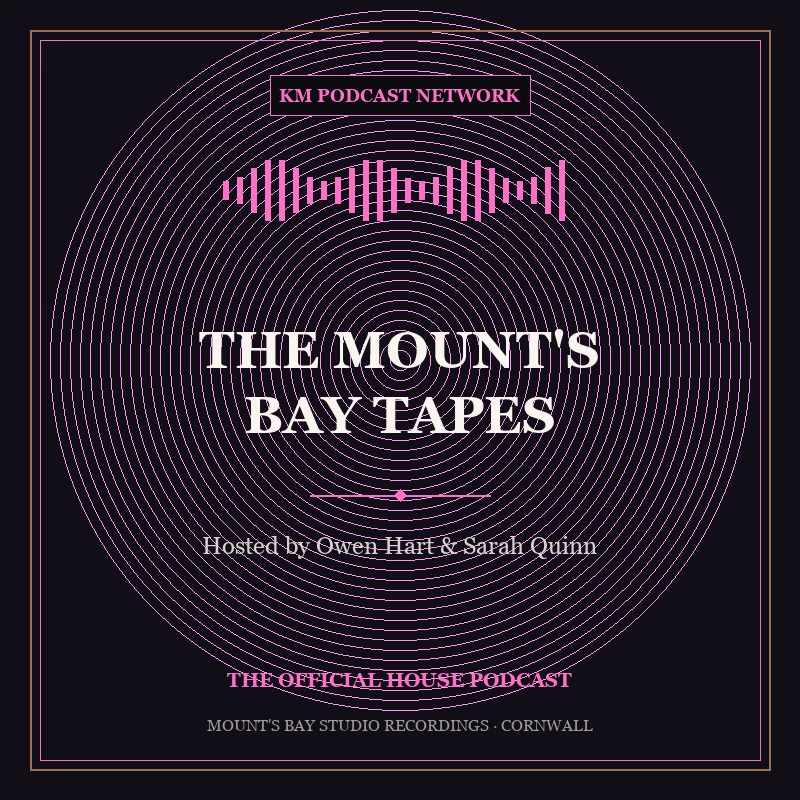 KM PODCAST NETWORK
THE MOUNT'S
BAY TAPES
Hosted by Owen Hart & Sarah Quinn
THE OFFICIAL HOUSE PODCAST
MOUNT'S BAY STUDIO RECORDINGS · CORNWALL